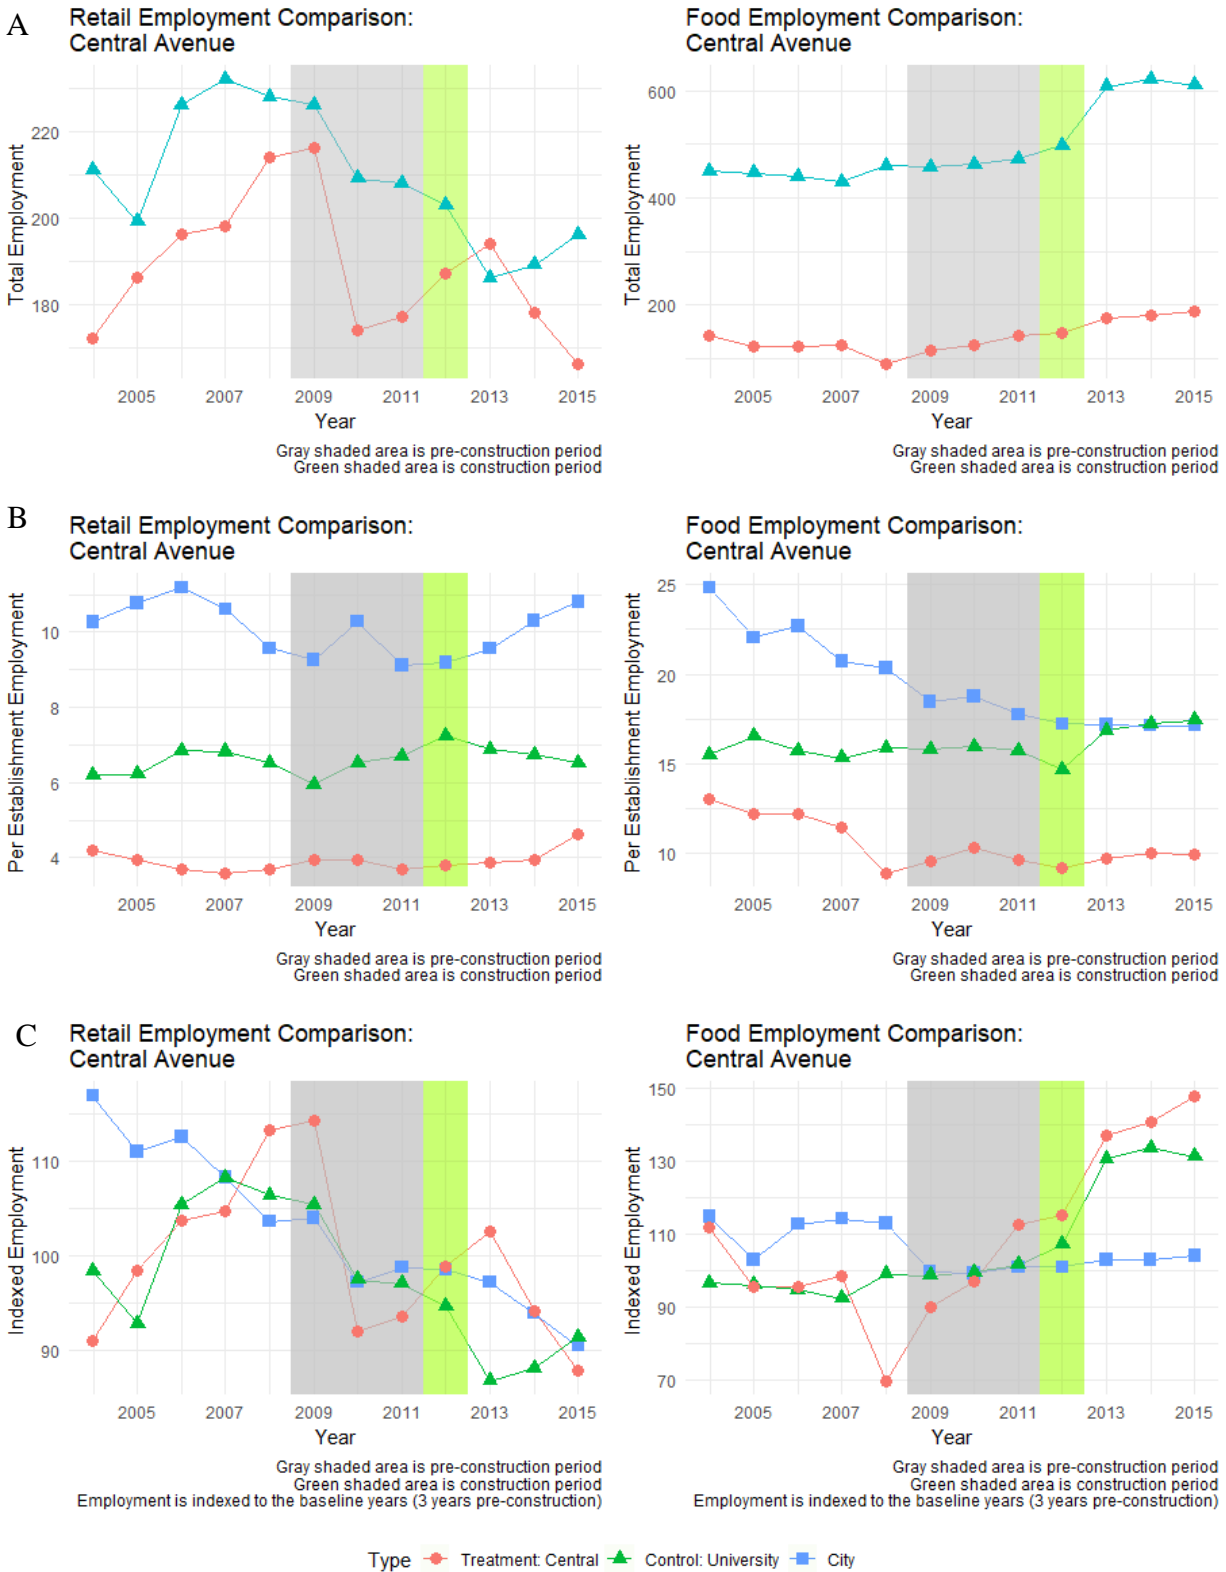 A
Retail Employment Comparison:
Central Avenue
Total Employment
220
200
180
2005 2007 2009 2011 2013 2015
Year
Gray shaded area is pre-construction period
Green shaded area is construction period
Food Employment Comparison:
Central Avenue
Total Employment
600
400
200
2005 2007 2009 2011 2013 2015
Year
Gray shaded area is pre-construction period
Green shaded area is construction period
B
Retail Employment Comparison:
Central Avenue
Per Establishment Employment
10
8
6
4
2005 2007 2009 2011 2013 2015
Year
Gray shaded area is pre-construction period
Green shaded area is construction period
Food Employment Comparison:
Central Avenue
Per Establishment Employment
25
20
15
10
2005 2007 2009 2011 2013 2015
Year
Gray shaded area is pre-construction period
Green shaded area is construction period
C
Retail Employment Comparison:
Central Avenue
Indexed Employment
110
100
90
2005 2007 2009 2011 2013 2015
Year
Gray shaded area is pre-construction period
Green shaded area is construction period
Employment is indexed to the baseline years (3 years pre-construction)
Food Employment Comparison:
Central Avenue
Indexed Employment
150
130
110
90
70
2005 2007 2009 2011 2013 2015
Year
Gray shaded area is pre-construction period
Green shaded area is construction period
Employment is indexed to the baseline years (3 years pre-construction)
Type Treatment: Central Control: University City